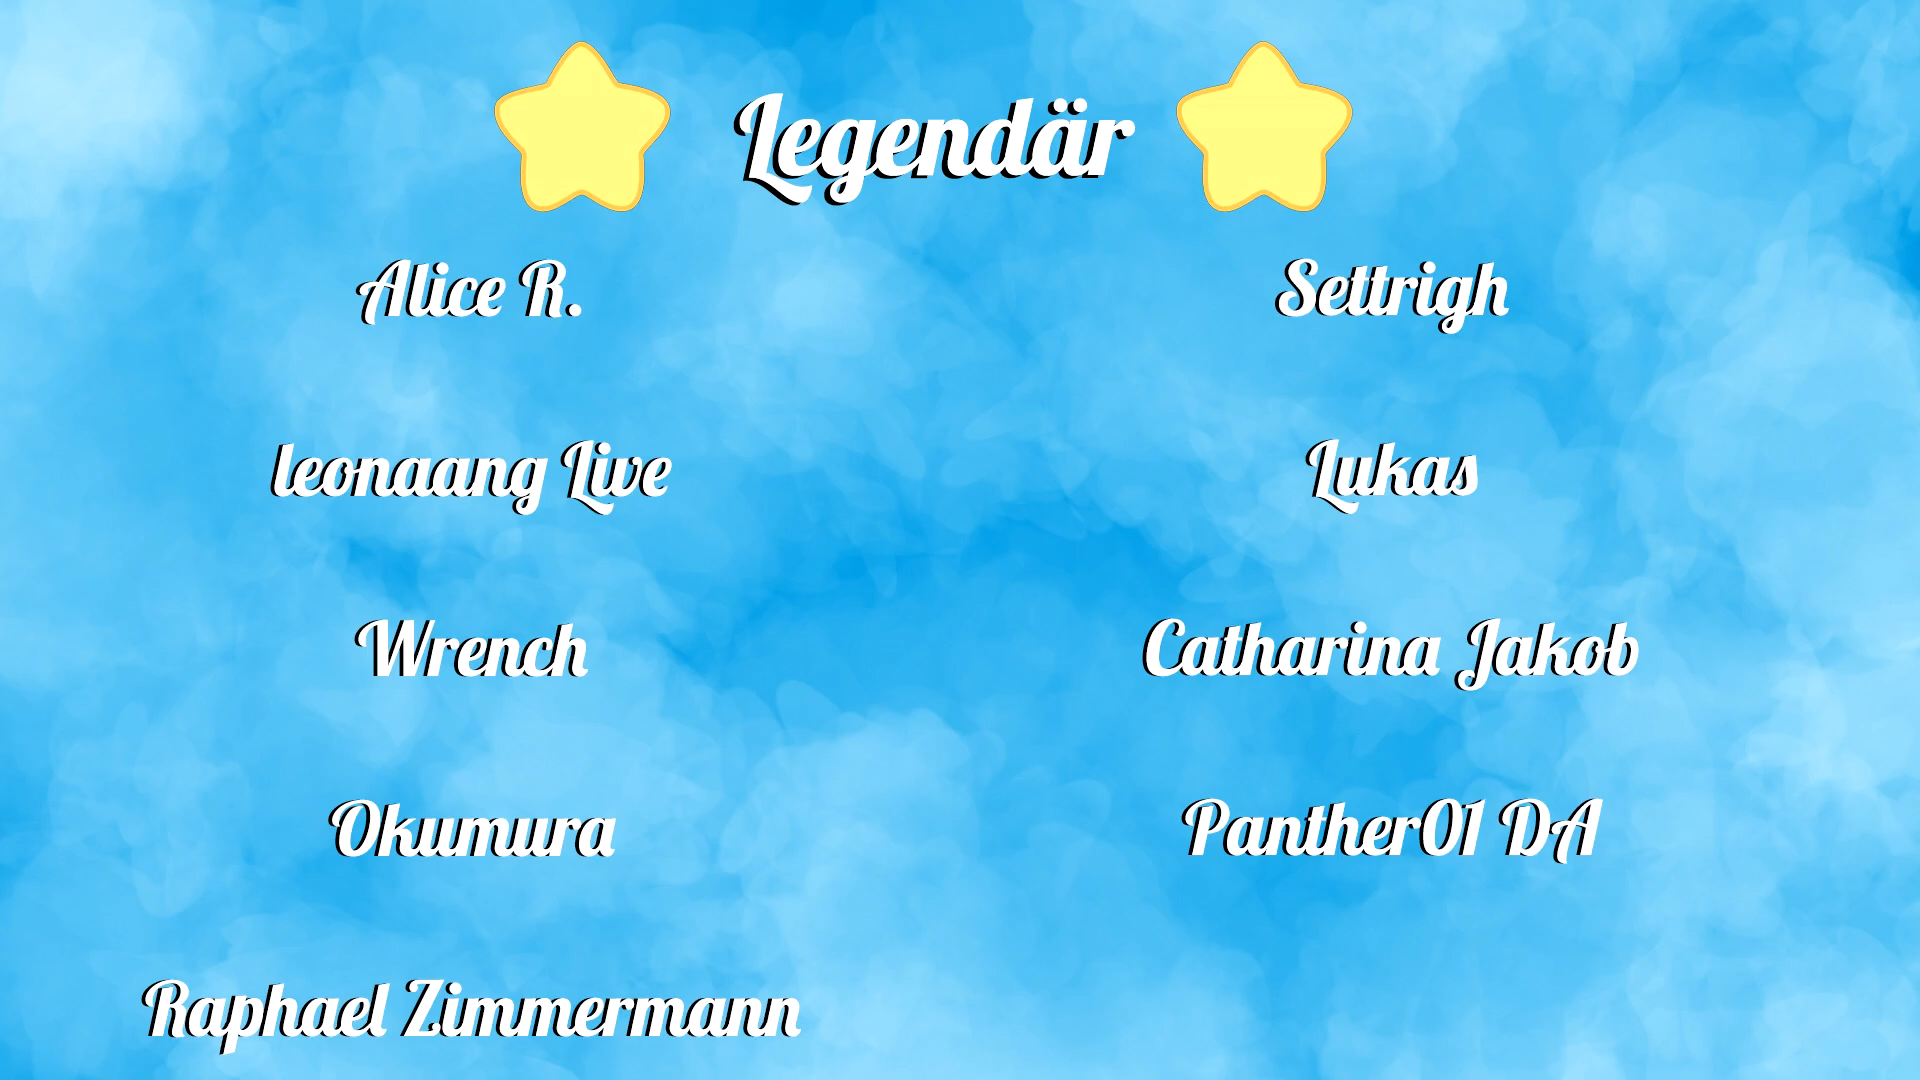 Legendär
Alice R.
Settrigh
leonaang Live
Lukas
Wrench
Catharina Jakob
Okumura
Panther01 DA
Raphael Zimmermann